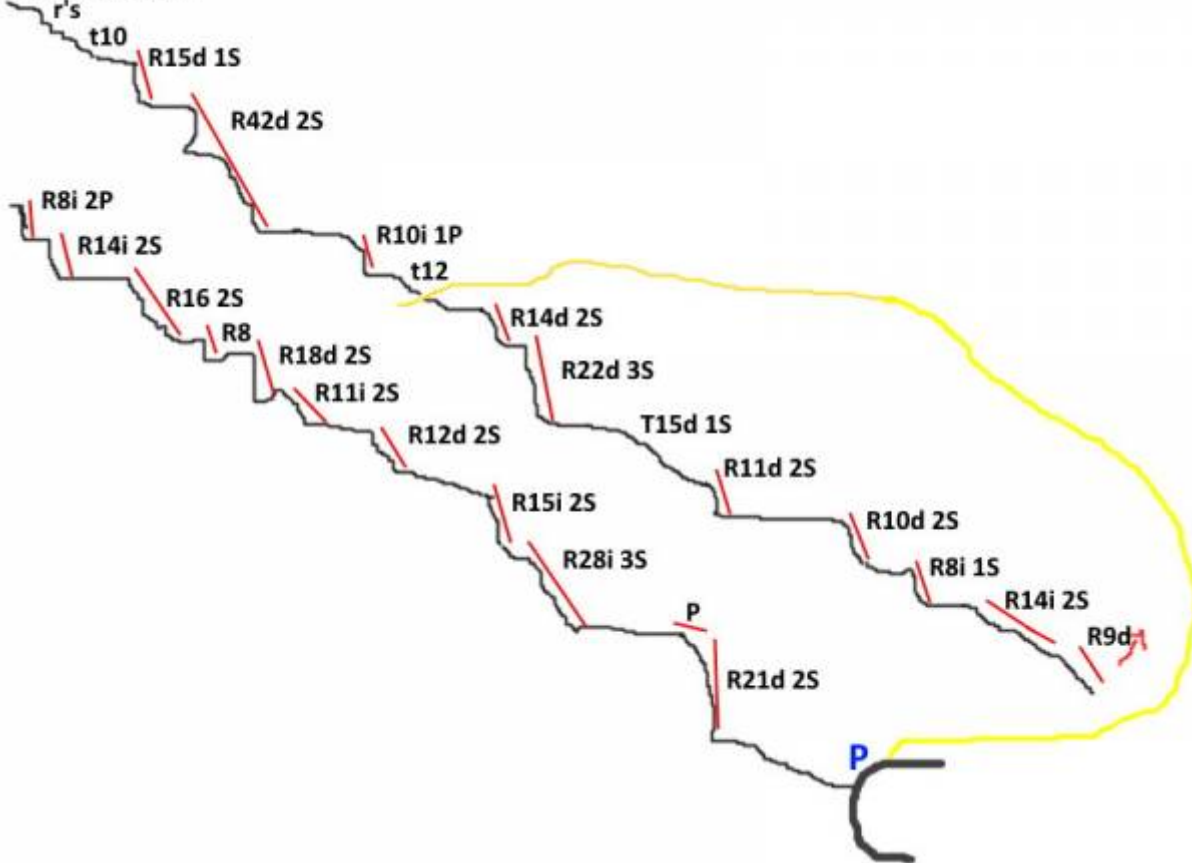 r's
t10
R15d 1S
R42d 2S
R10i 1P
t12
R14d 2S
R22d 3S
T15d 1S
R11d 2S
R10d 2S
R8i 1S
R14i 2S
R9d
R8i 2P
R14i 2S
R16 2S
R8
R18d 2S
R11i 2S
R12d 2S
R15i 2S
R28i 3S
P
R21d 2S
P